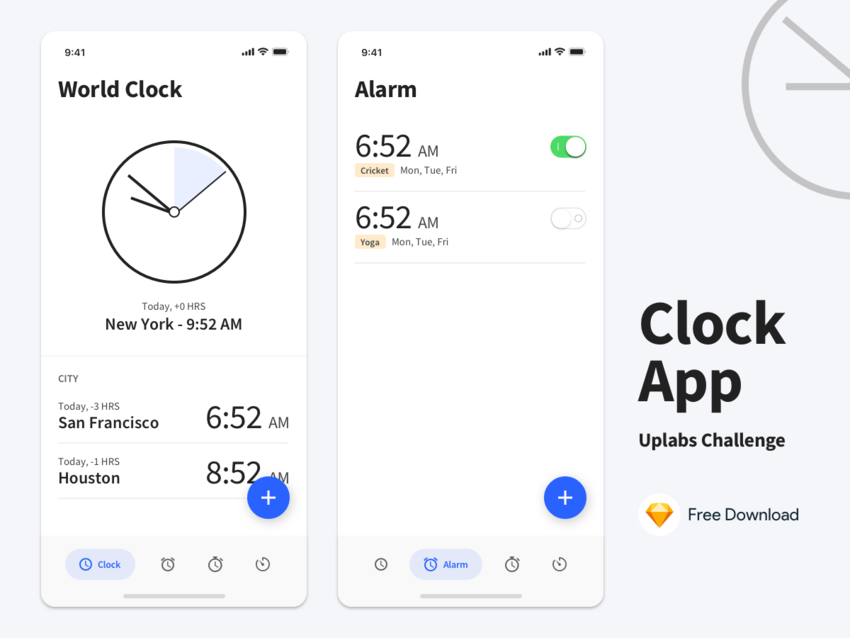 9:41
World Clock
Today, +0 HRS
New York - 9:52 AM
CITY
Today, -3 HRS
San Francisco
6:52 AM
Today, -1 HRS
Houston
8:52 AM
Clock
9:41
Alarm
6:52 AM
Cricket Mon, Tue, Fri
6:52 AM
Yoga Mon, Tue, Fri
Alarm
Clock
App
Uplabs Challenge
Free Download